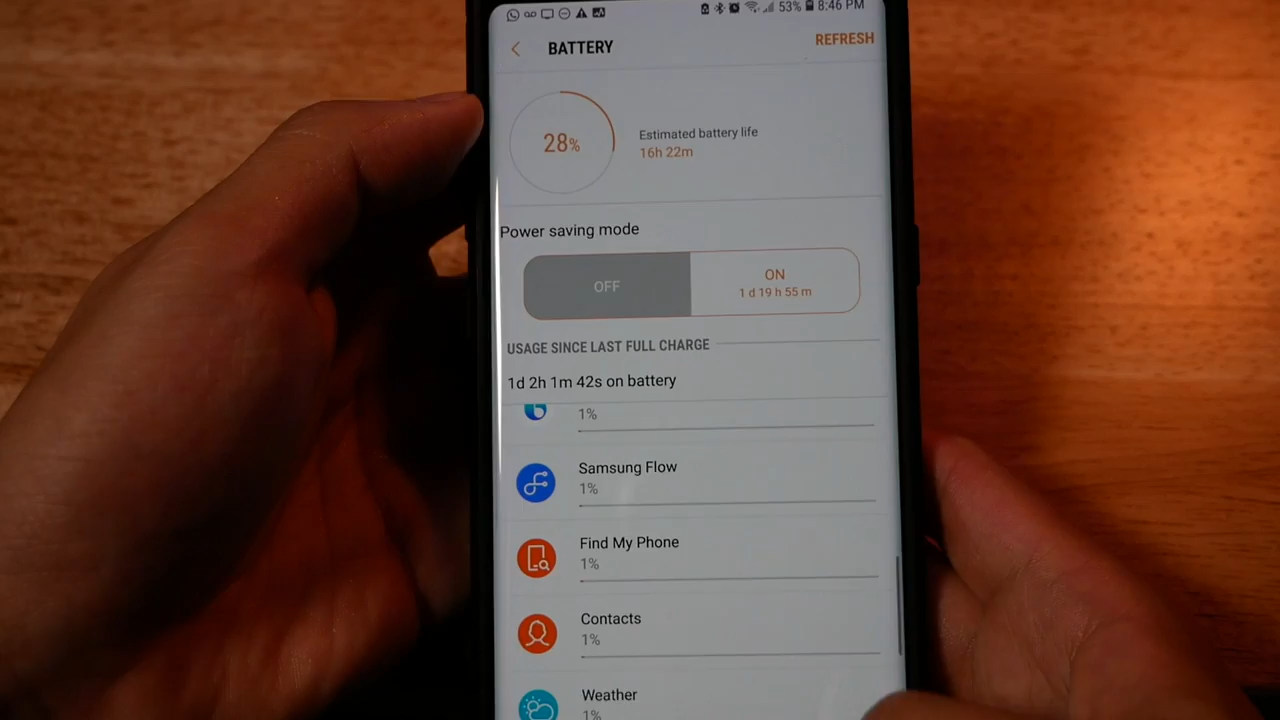 53% 8:46 PM
BATTERY
REFRESH
28%
Estimated battery life
16h 22m
Power saving mode
OFF
ON
1 d 19 h 55 m
USAGE SINCE LAST FULL CHARGE
1d 2h 1m 42s on battery
1%
Samsung Flow
1%
Find My Phone
1%
Contacts
1%
Weather
1%